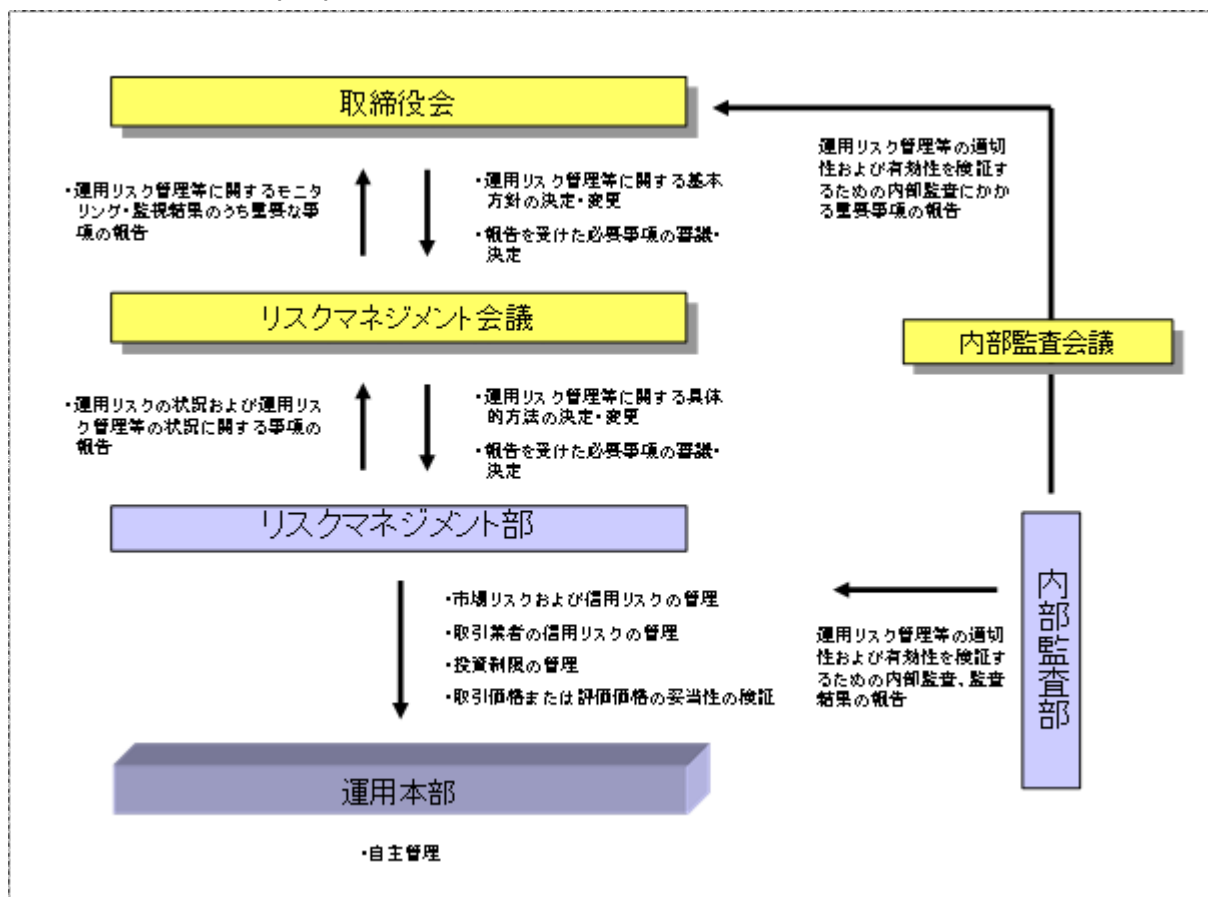 取締役会
・運用リスク管理等に関するモニ
タリング・監視結果のうち重要な事
項の報告
・運用リスク管理等に関する基本
方針の決定・変更
・報告を受けた必要事項の審議・
決定
運用リスク管理等の適切
性および有効性を検証す
るための内部監査にかか
る重要事項の報告
リスクマネジメント会議
内部監査会議
・運用リスクの状況および運用リス
ク管理等の状況に関する事項の
報告
・運用リスク管理等に関する具体
的方法の決定・変更
・報告を受けた必要事項の審議・
決定
リスクマネジメント部
内部監査部
・市場リスクおよび信用リスクの管理
・取引業者の信用リスクの管理
・投資制限の管理
・取引価格または評価価格の妥当性の検証
運用リスク管理等の適切
性および有効性を検証す
るための内部監査、監査
結果の報告
運用本部
・自主管理